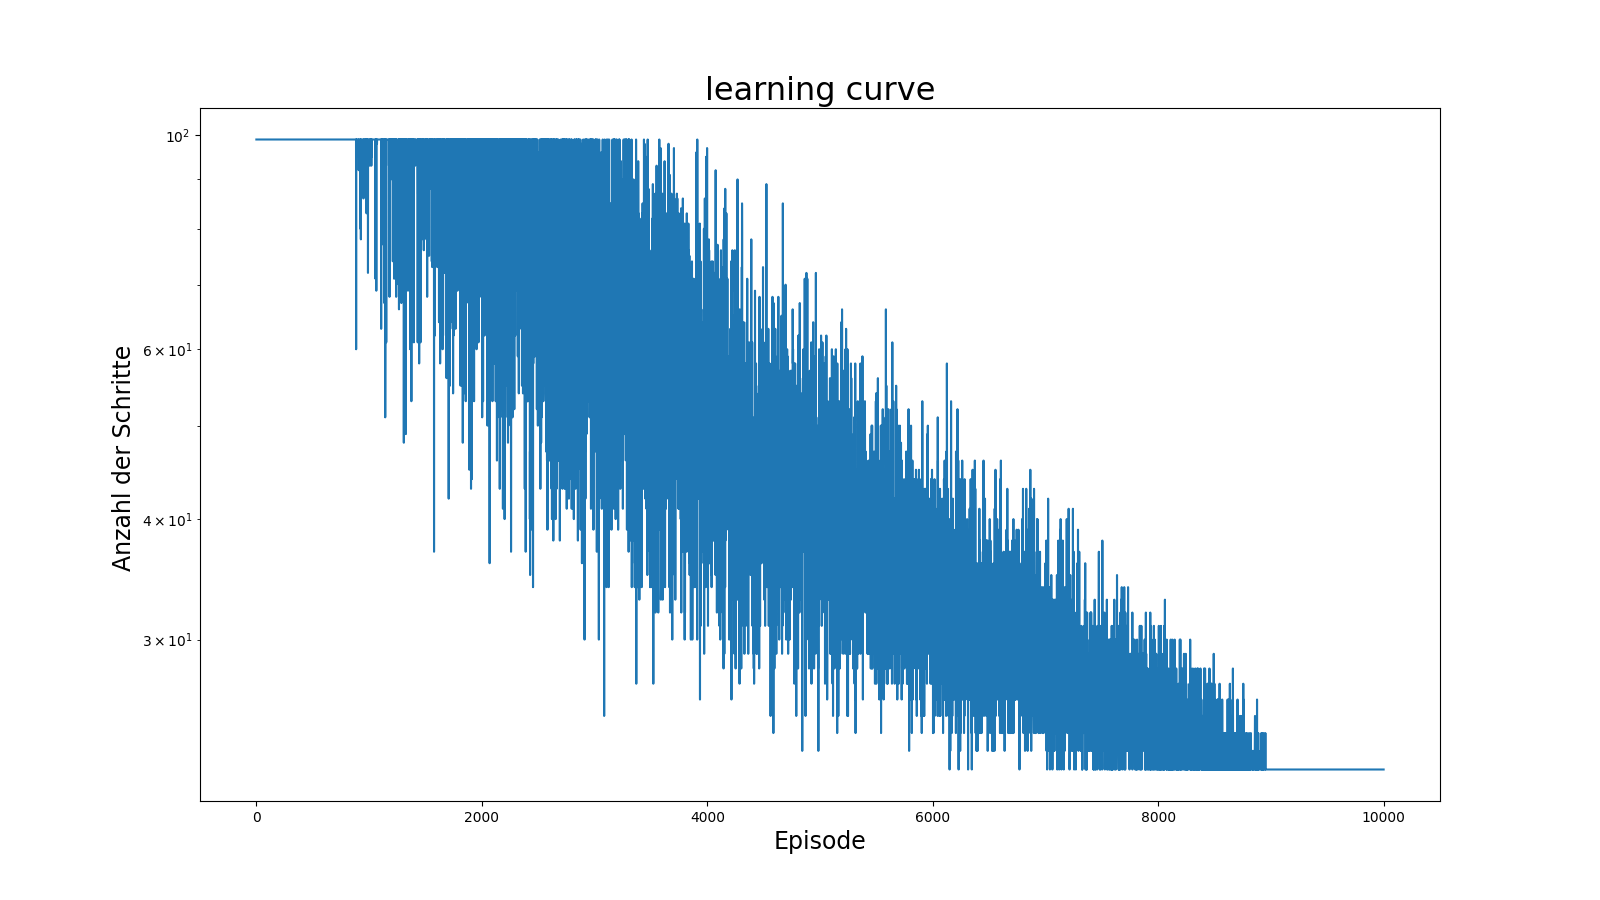 learning curve
10²
6 × 10¹
4 × 10¹
3 × 10¹
Anzahl der Schritte
0 2000 4000 6000 8000 10000
Episode